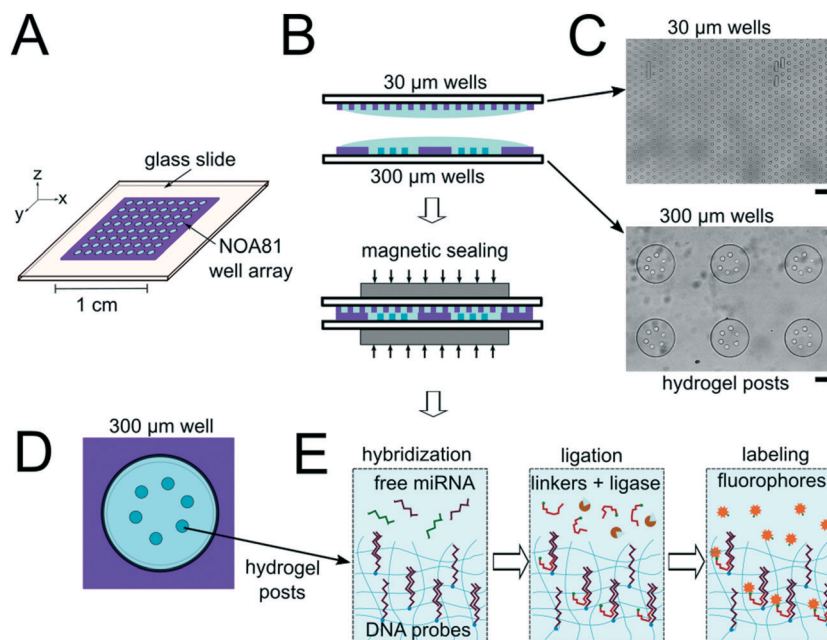 A
glass slide
z
x
y
NOA81
well array
1 cm
B
30 µm wells
300 µm wells
magnetic sealing
C
30 µm wells
300 µm wells
hydrogel posts
D
300 µm well
hydrogel
posts
E
hybridization
free miRNA
DNA probes
ligation
linkers + ligase
labeling
fluorophores